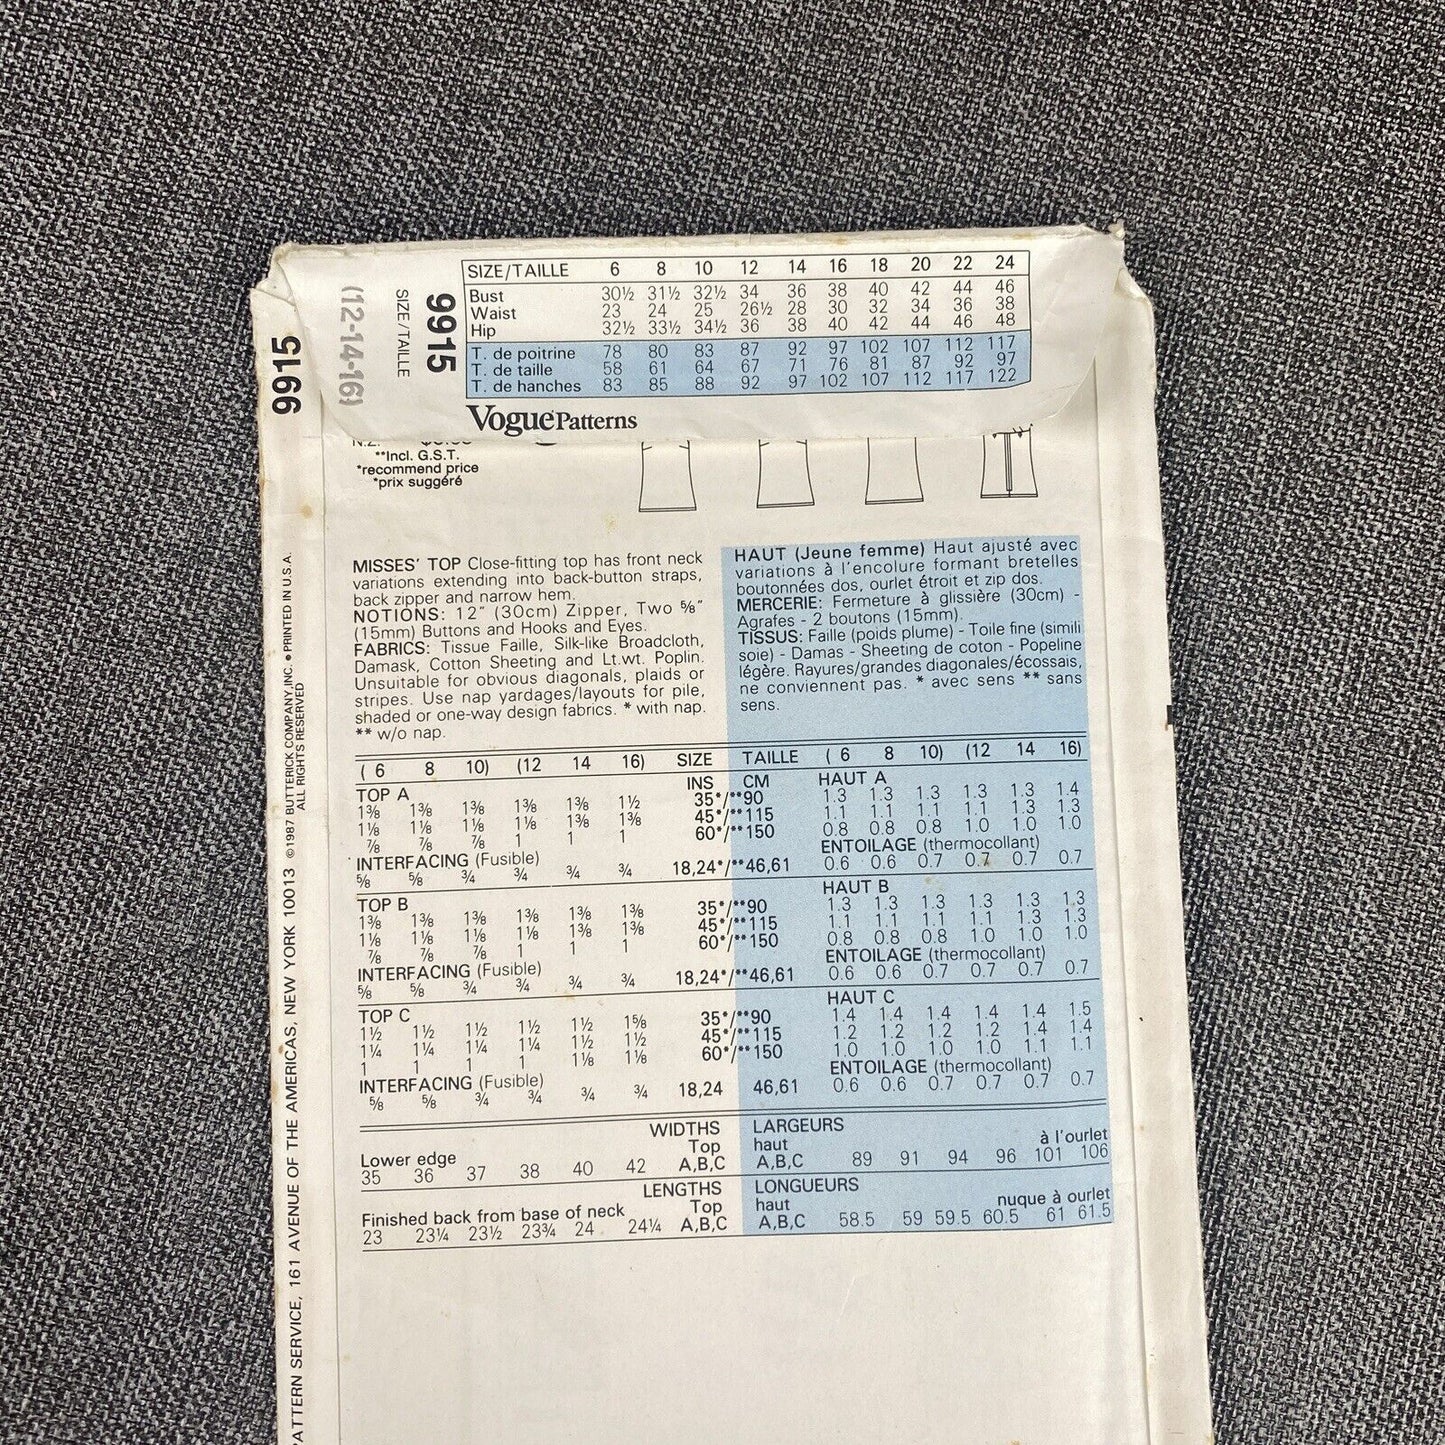 SIZE/TAILLE 6 8 10 12 14 16 18 20 22 24
Bust 30½ 31½ 32½ 34 36 38 40 42 44 46
Waist 23 24 25 26½ 28 30 32 34 36 38
Hip 32½ 33½ 34½ 36 38 40 42 44 46 48
T. de poitrine 78 80 83 87 92 97 102 107 112 117
T. de taille 58 61 64 67 71 76 81 87 92 97
T. de hanches 83 85 88 92 97 102 107 112 117 122
Vogue Patterns
9915
SIZE/TAILLE
(12-14-16)
9915
**Incl. G.S.T.
*recommend price
*prix suggéré
MISSES' TOP Close-fitting top has front neck
variations extending into back-button straps,
back zipper and narrow hem.
NOTIONS: 12" (30cm) Zipper, Two ⅝"
(15mm) Buttons and Hooks and Eyes.
FABRICS: Tissue Faille, Silk-like Broadcloth,
Damask, Cotton Sheeting and Lt.wt. Poplin.
Unsuitable for obvious diagonals, plaids or
stripes. Use nap yardages/layouts for pile,
shaded or one-way design fabrics. * with nap.
** w/o nap.
HAUT (Jeune femme) Haut ajusté avec
variations à l'encolure formant bretelles
boutonnées dos, ourlet étroit et zip dos.
MERCERIE: Fermeture à glissière (30cm) -
Agrafes - 2 boutons (15mm).
TISSUS: Faille (poids plume) - Toile fine (simili
soie) - Damas - Sheeting de coton - Popeline
légère. Rayures/grandes diagonales/écossais,
ne conviennent pas. * avec sens ** sans
sens.
( 6 8 10) (12 14 16) SIZE TAILLE ( 6 8 10) (12 14 16)
TOP A INS CM HAUT A
1⅜ 1⅜ 1⅜ 1⅜ 1⅜ 1½ 35*/**90 1.3 1.3 1.3 1.3 1.3 1.4
1⅛ 1⅛ 1⅛ 1⅛ 1⅜ 1⅜ 45*/**115 1.1 1.1 1.1 1.1 1.3 1.3
⅞ ⅞ ⅞ 1 1 1 60*/**150 0.8 0.8 0.8 1.0 1.0 1.0
INTERFACING (Fusible) ENTOILAGE (thermocollant)
⅝ ⅝ ¾ ¾ ¾ ¾ 18,24*/**46,61 0.6 0.6 0.7 0.7 0.7 0.7
TOP B HAUT B
1⅜ 1⅜ 1⅜ 1⅜ 1⅜ 1⅜ 35*/**90 1.3 1.3 1.3 1.3 1.3 1.3
1⅛ 1⅛ 1⅛ 1⅛ 1⅜ 1⅜ 45*/**115 1.1 1.1 1.1 1.1 1.3 1.3
⅞ ⅞ ⅞ 1 1 1 60*/**150 0.8 0.8 0.8 1.0 1.0 1.0
INTERFACING (Fusible) ENTOILAGE (thermocollant)
⅝ ⅝ ¾ ¾ ¾ ¾ 18,24*/**46,61 0.6 0.6 0.7 0.7 0.7 0.7
TOP C HAUT C
1½ 1½ 1½ 1½ 1½ 1⅝ 35*/**90 1.4 1.4 1.4 1.4 1.4 1.5
1¼ 1¼ 1¼ 1¼ 1½ 1½ 45*/**115 1.2 1.2 1.2 1.2 1.4 1.4
1 1 1 1 1⅛ 1⅛ 60*/**150 1.0 1.0 1.0 1.0 1.1 1.1
INTERFACING (Fusible) ENTOILAGE (thermocollant)
⅝ ⅝ ¾ ¾ ¾ ¾ 18,24 46,61 0.6 0.6 0.7 0.7 0.7 0.7
WIDTHS LARGEURS
Top haut à l'ourlet
Lower edge
35 36 37 38 40 42 A,B,C A,B,C 89 91 94 96 101 106
LENGTHS LONGUEURS
Finished back from base of neck Top haut nuque à ourlet
23 23¼ 23½ 23¾ 24 24¼ A,B,C A,B,C 58.5 59 59.5 60.5 61 61.5
PATTERN SERVICE, 161 AVENUE OF THE AMERICAS, NEW YORK 10013 ©1987 BUTTERICK COMPANY, INC. ● PRINTED IN U.S.A.
ALL RIGHTS RESERVED